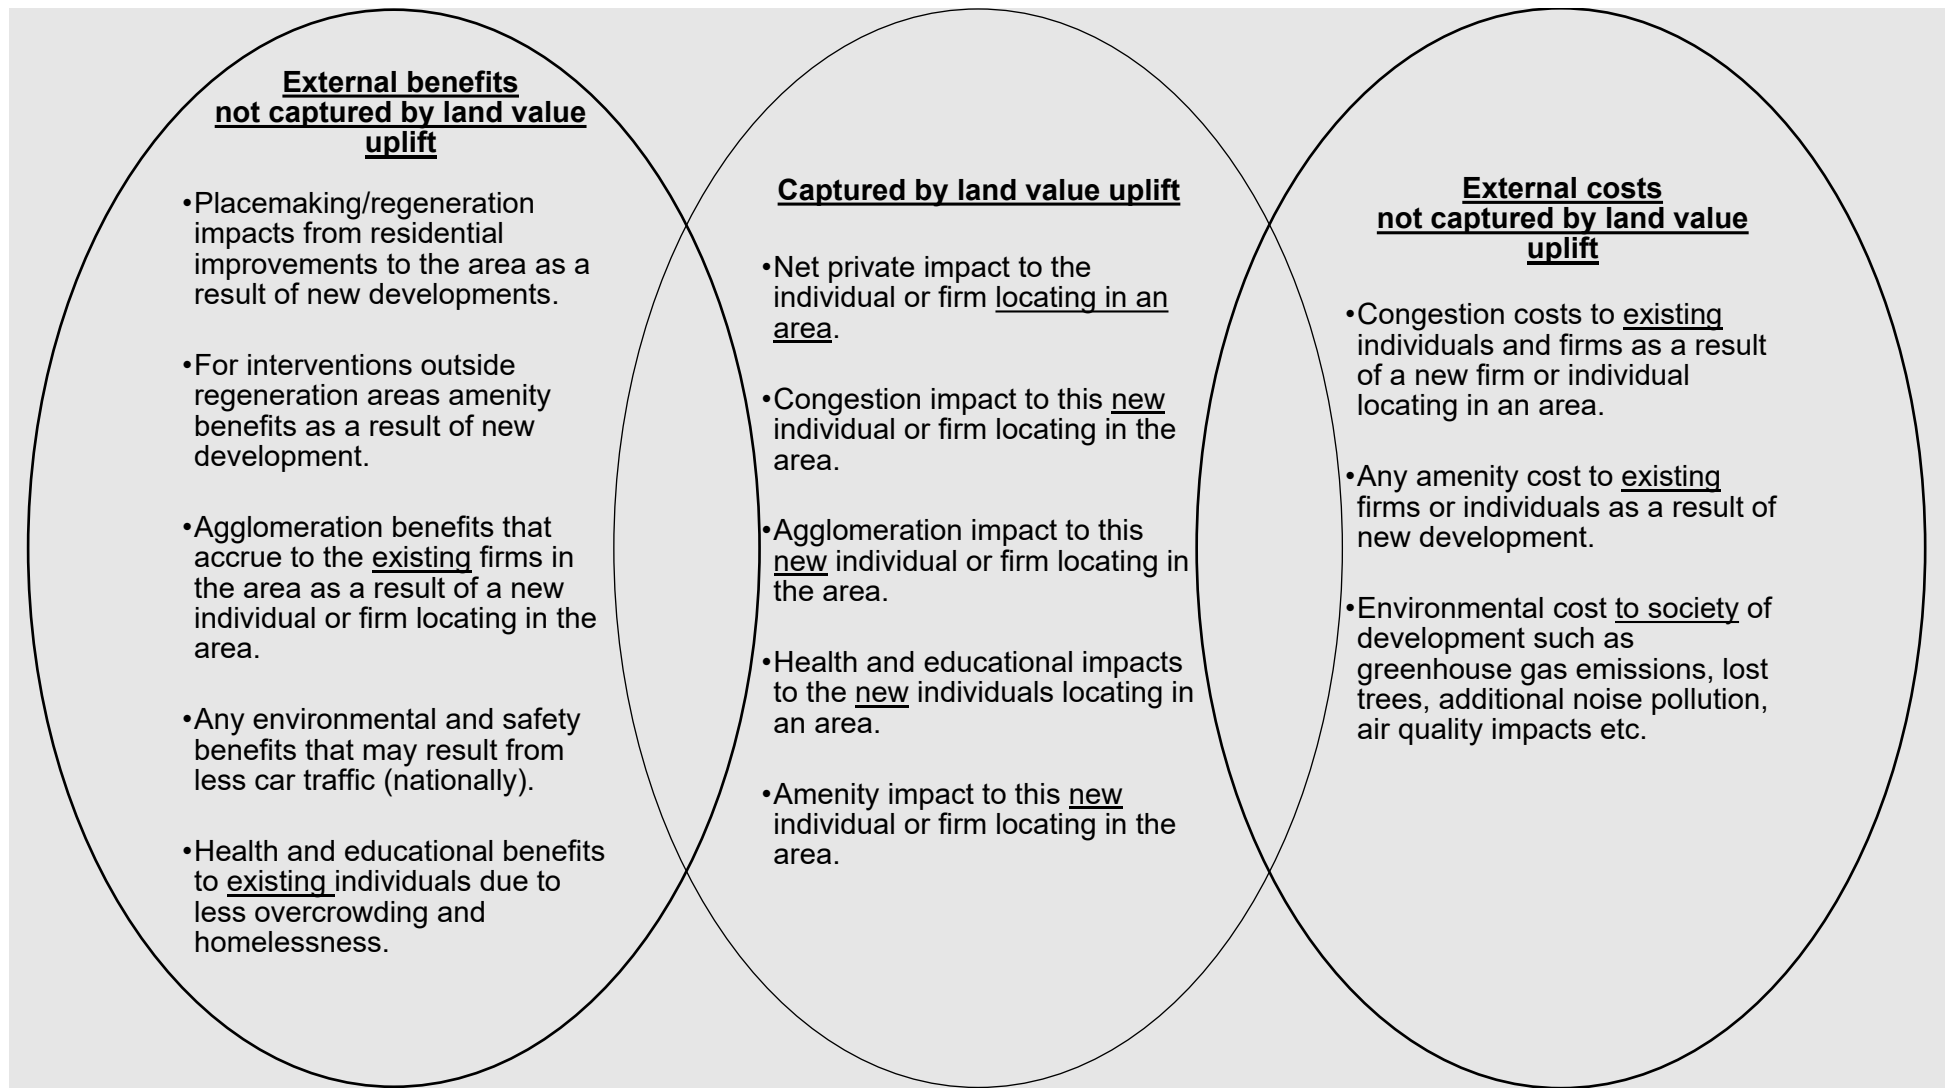 External benefits
not captured by land value
uplift
•Placemaking/regeneration
impacts from residential
improvements to the area as a
result of new developments.
•For interventions outside
regeneration areas amenity
benefits as a result of new
development.
•Agglomeration benefits that
accrue to the existing firms in
the area as a result of a new
individual or firm locating in the
area.
•Any environmental and safety
benefits that may result from
less car traffic (nationally).
•Health and educational benefits
to existing individuals due to
less overcrowding and
homelessness.
Captured by land value uplift
•Net private impact to the
individual or firm locating in an
area.
•Congestion impact to this new
individual or firm locating in the
area.
•Agglomeration impact to this
new individual or firm locating in
the area.
•Health and educational impacts
to the new individuals locating in
an area.
•Amenity impact to this new
individual or firm locating in the
area.
External costs
not captured by land value
uplift
•Congestion costs to existing
individuals and firms as a result
of a new firm or individual
locating in an area.
•Any amenity cost to existing
firms or individuals as a result of
new development.
•Environmental cost to society of
development such as
greenhouse gas emissions, lost
trees, additional noise pollution,
air quality impacts etc.